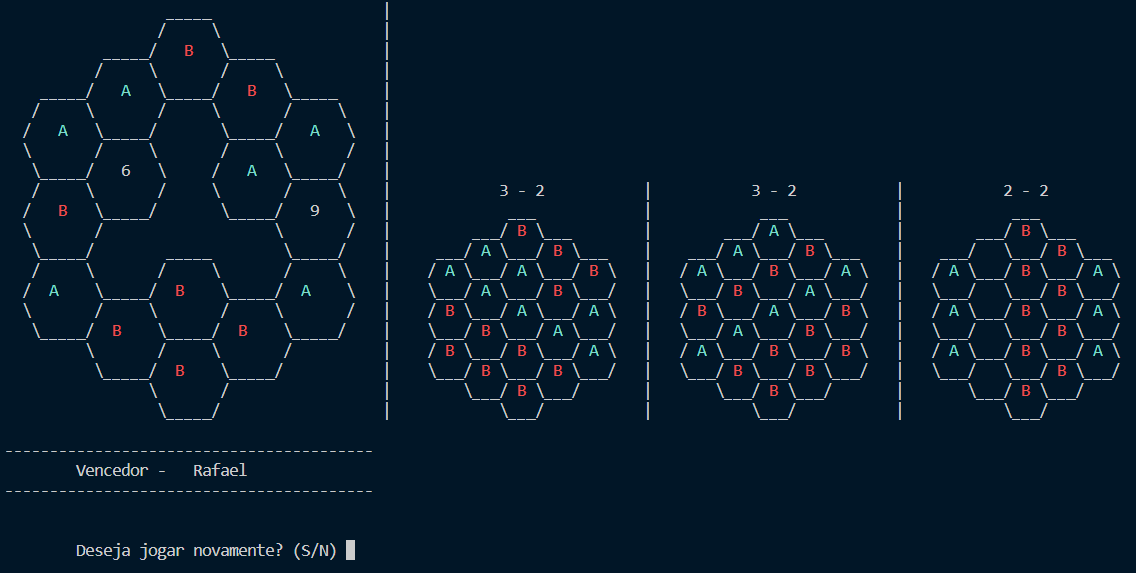 B
A B
A A
6 A
B 9
A B A
B B
B
Vencedor - Rafael
Deseja jogar novamente? (S/N)
3 - 2
B
A B
A A B
A B
B A A
B A
B B A
B B
B
3 - 2
A
A B
A B A
B A
B A B
A B
A B B
B B
B
2 - 2
B
B
A B A
B
A B A
B
A B A
B
B